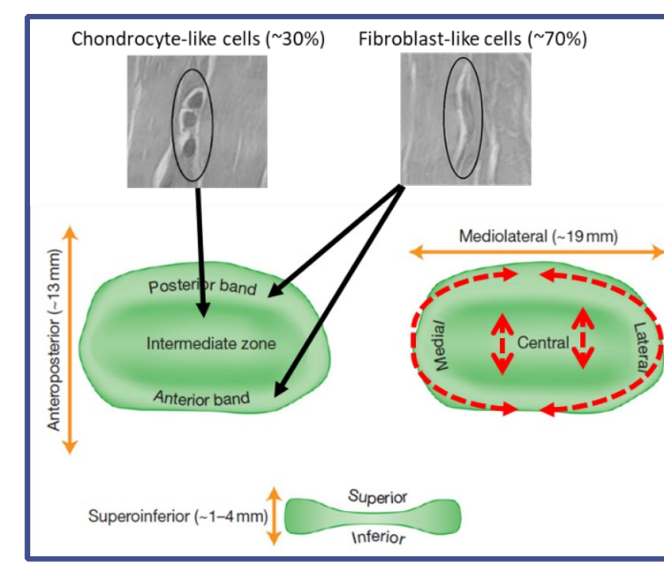 Chondrocyte-like cells (~30%)
Fibroblast-like cells (~70%)
Anteroposterior (~13 mm)
Posterior band
Intermediate zone
Anterior band
Mediolateral (~19 mm)
Medial
Central
Lateral
Superoinferior (~1–4 mm)
Superior
Inferior